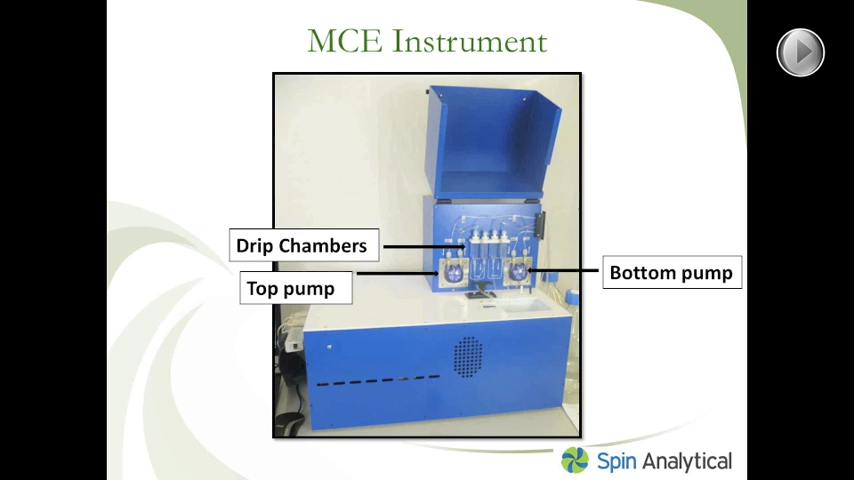 MCE Instrument
Drip Chambers
Top pump
Bottom pump
Spin Analytical